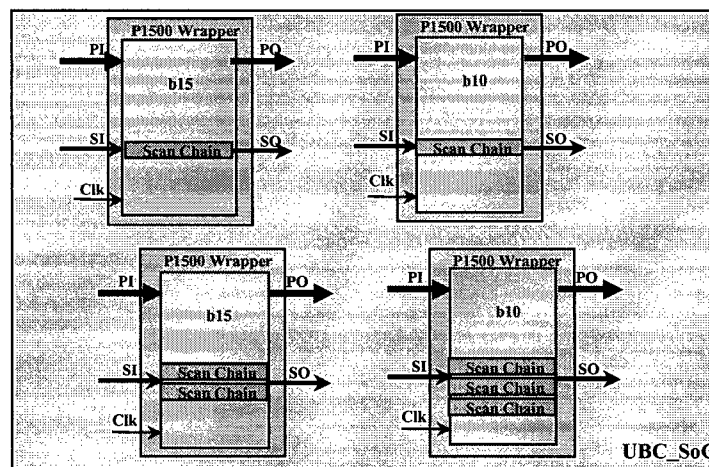 P1500 Wrapper
PI
PO
b15
SI
SO
Scan Chain
Clk
P1500 Wrapper
PI
PO
b10
SI
SO
Scan Chain
Clk
P1500 Wrapper
PI
PO
b15
SI
SO
Scan Chain
Scan Chain
Clk
P1500 Wrapper
PI
PO
b10
SI
SO
Scan Chain
Scan Chain
Scan Chain
Clk
UBC_SoC